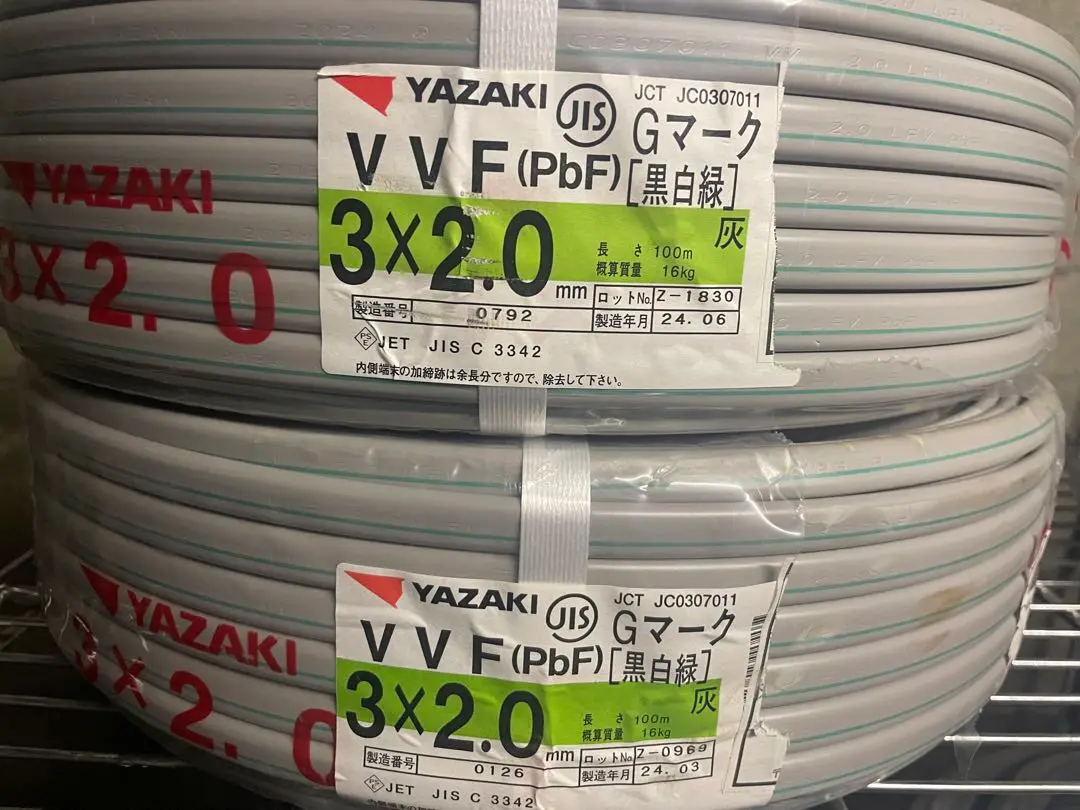 YAZAKI JIS JCT JC0307011
VVF(PbF) Gマーク
[黒白緑]
3×2.0mm 灰
長さ 100m
概算質量 16kg
ロットNo. Z-1830
製造番号 0792 製造年月 24.06
PSE JET JIS C 3342
内側端末の加締跡は余長分ですので、除去して下さい。
YAZAKI
3×2.0
YAZAKI JIS JCT JC0307011
VVF(PbF) Gマーク
[黒白緑]
3×2.0mm 灰
長さ 100m
概算質量 16kg
ロットNo. Z-0969
製造番号 0126 製造年月 24.03
JET JIS C 3342
YAZAKI
3×2.0